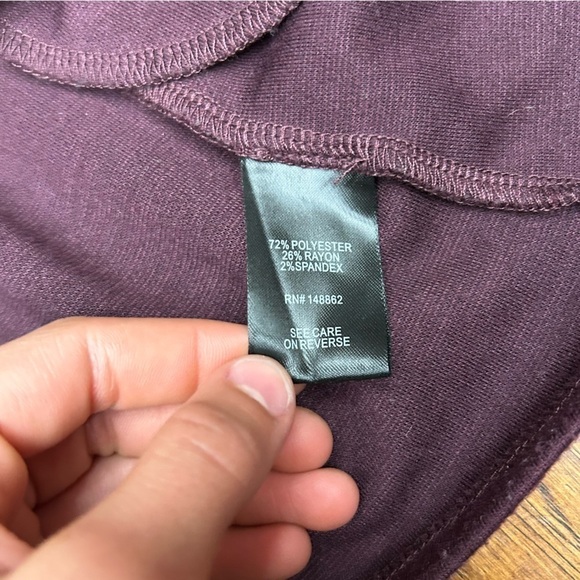 72% POLYESTER
26% RAYON
2%SPANDEX
RN# 148862
SEE CARE
ON REVERSE